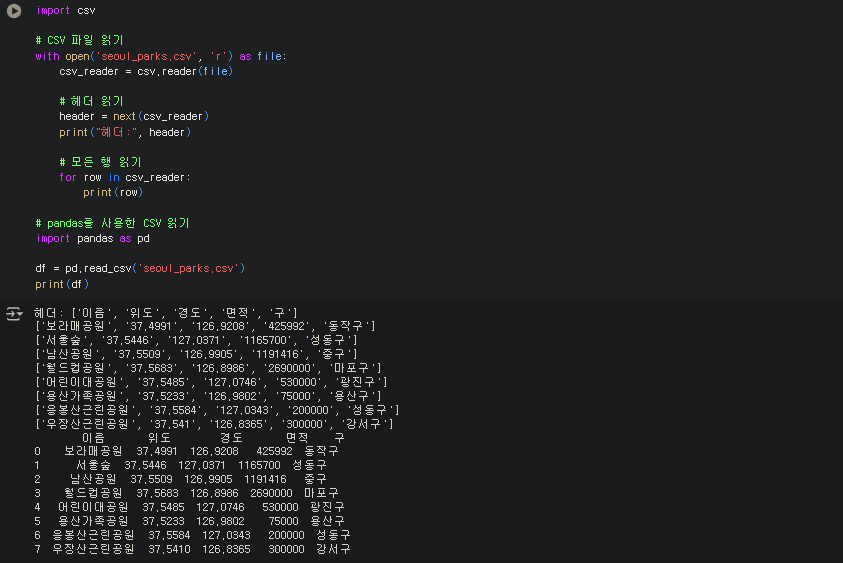 import csv
# CSV 파일 읽기
with open('seoul_parks.csv', 'r') as file:
    csv_reader = csv.reader(file)
    # 헤더 읽기
    header = next(csv_reader)
    print("헤더:", header)
    # 모든 행 읽기
    for row in csv_reader:
        print(row)
# pandas를 사용한 CSV 읽기
import pandas as pd
df = pd.read_csv('seoul_parks.csv')
print(df)
헤더: ['이름', '위도', '경도', '면적', '구']
['보라매공원', '37.4991', '126.9208', '425992', '동작구']
['서울숲', '37.5446', '127.0371', '1165700', '성동구']
['남산공원', '37.5509', '126.9905', '1191416', '중구']
['월드컵공원', '37.5683', '126.8986', '2690000', '마포구']
['어린이대공원', '37.5485', '127.0746', '530000', '광진구']
['용산가족공원', '37.5233', '126.9802', '75000', '용산구']
['응봉산근린공원', '37.5584', '127.0343', '200000', '성동구']
['우장산근린공원', '37.541', '126.8365', '300000', '강서구']
이름 위도 경도 면적 구
0 보라매공원 37.4991 126.9208 425992 동작구
1 서울숲 37.5446 127.0371 1165700 성동구
2 남산공원 37.5509 126.9905 1191416 중구
3 월드컵공원 37.5683 126.8986 2690000 마포구
4 어린이대공원 37.5485 127.0746 530000 광진구
5 용산가족공원 37.5233 126.9802 75000 용산구
6 응봉산근린공원 37.5584 127.0343 200000 성동구
7 우장산근린공원 37.5410 126.8365 300000 강서구